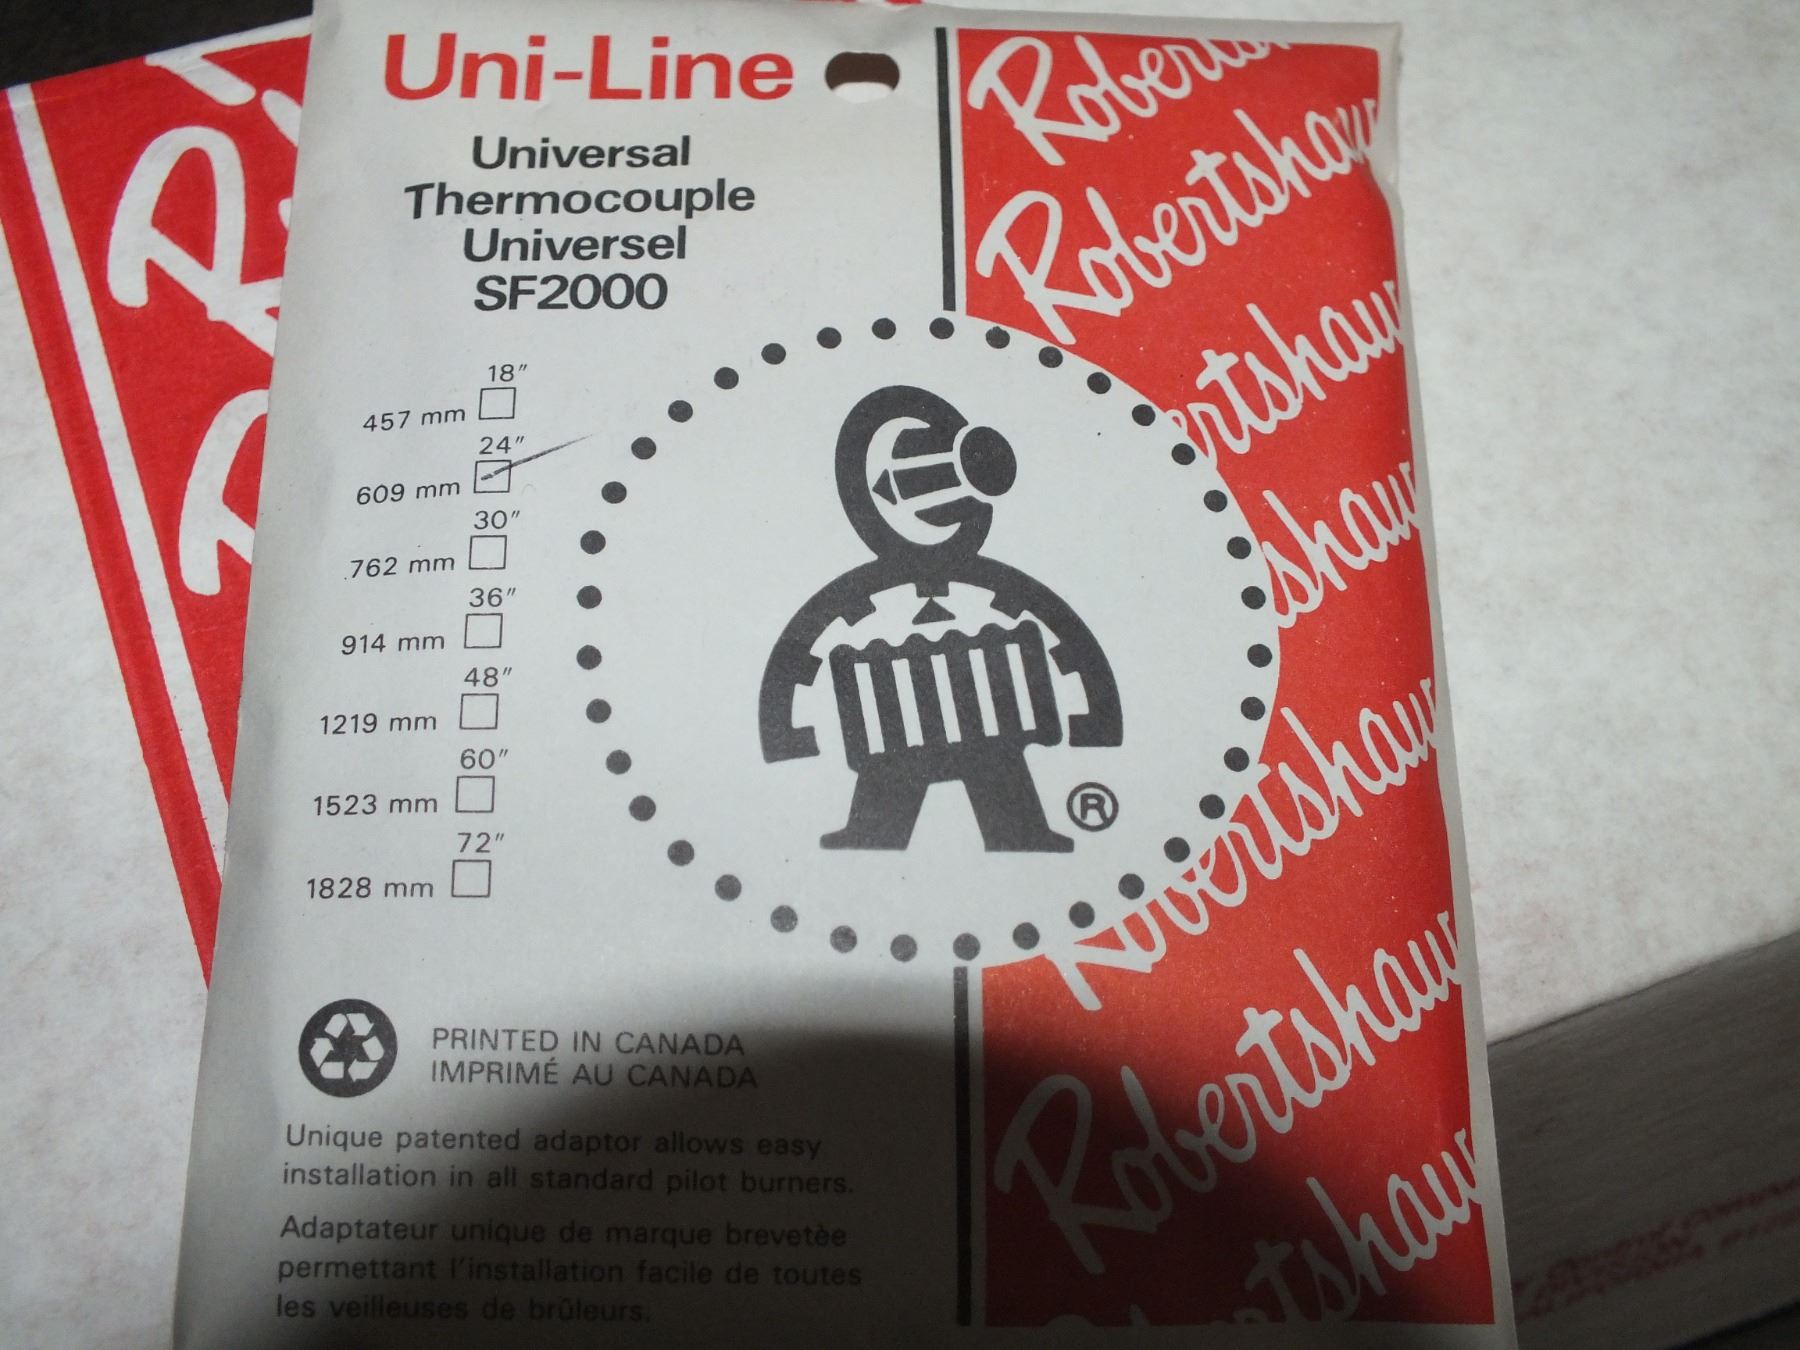 Uni-Line
Universal
Thermocouple
Universel
SF2000
18"
457 mm
24"
609 mm
30"
762 mm
36"
914 mm
48"
1219 mm
60"
1523 mm
72"
1828 mm
®
PRINTED IN CANADA
IMPRIMÉ AU CANADA
Unique patented adaptor allows easy
installation in all standard pilot burners.
Adaptateur unique de marque brevetèe
permettant l'installation facile de toutes
les veilleuses de brûleurs.
Robertshaw
Robertshaw
Robertshaw